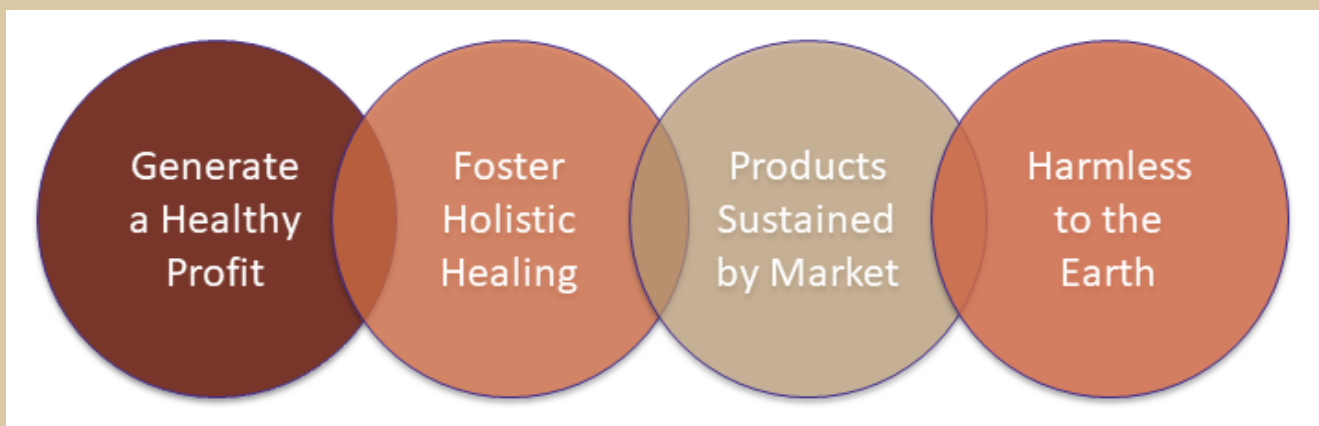 Generate
a Healthy
Profit
Foster
Holistic
Healing
Products
Sustained
by Market
Harmless
to the
Earth